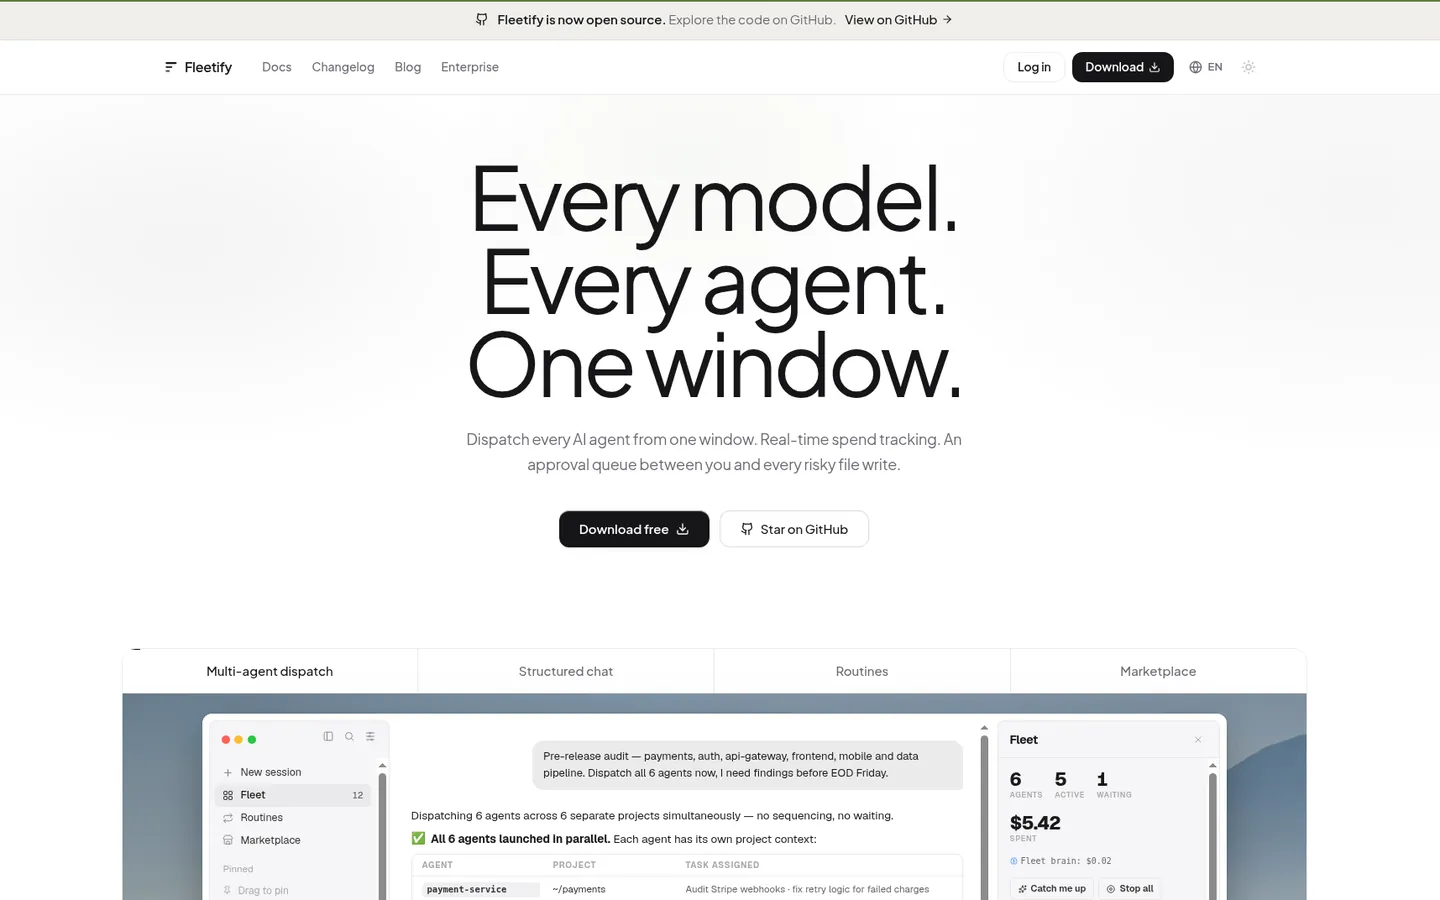 Fleetify is now open source. Explore the code on GitHub. View on GitHub →
Fleetify Docs Changelog Blog Enterprise Log in Download EN
Every model.
Every agent.
One window.
Dispatch every AI agent from one window. Real-time spend tracking. An
approval queue between you and every risky file write.
Download free Star on GitHub
Multi-agent dispatch Structured chat Routines Marketplace
New session
Fleet 12
Routines
Marketplace
Pinned
Drag to pin
Pre-release audit — payments, auth, api-gateway, frontend, mobile and data
pipeline. Dispatch all 6 agents now, I need findings before EOD Friday.
Dispatching 6 agents across 6 separate projects simultaneously — no sequencing, no waiting.
✅ All 6 agents launched in parallel. Each agent has its own project context:
AGENT PROJECT TASK ASSIGNED
payment-service ~/payments Audit Stripe webhooks · fix retry logic for failed charges
Fleet
6 5 1
AGENTS ACTIVE WAITING
$5.42
SPENT
Fleet brain: $0.02
Catch me up Stop all